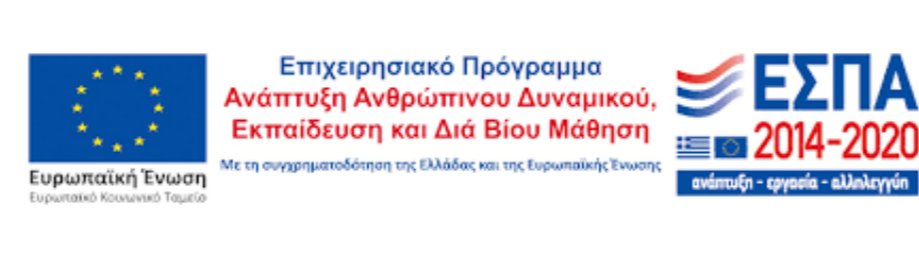 Ευρωπαϊκή Ένωση
Ευρωπαϊκό Κοινωνικό Ταμείο
Επιχειρησιακό Πρόγραμμα
Ανάπτυξη Ανθρώπινου Δυναμικού,
Εκπαίδευση και Διά Βίου Μάθηση
Με τη συγχρηματοδότηση της Ελλάδας και της Ευρωπαϊκής Ένωσης
ΕΣΠΑ
2014-2020
ανάπτυξη - εργασία - αλληλεγγύη